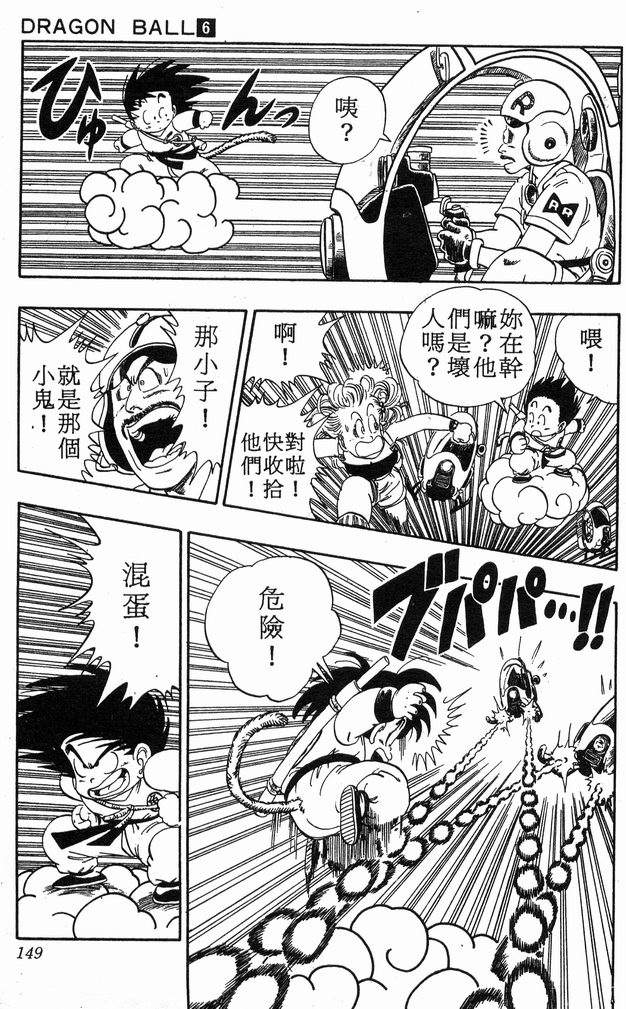 DRAGON BALL 6
ひゅんっ
咦？
R
RR
喂！
妳在幹
嘛？他
們是壞
人嗎？
啊！
對啦！
快收拾
他們！
那小子！
就是那個
小鬼！
ブパパパ…!!
危險！
混蛋！
149